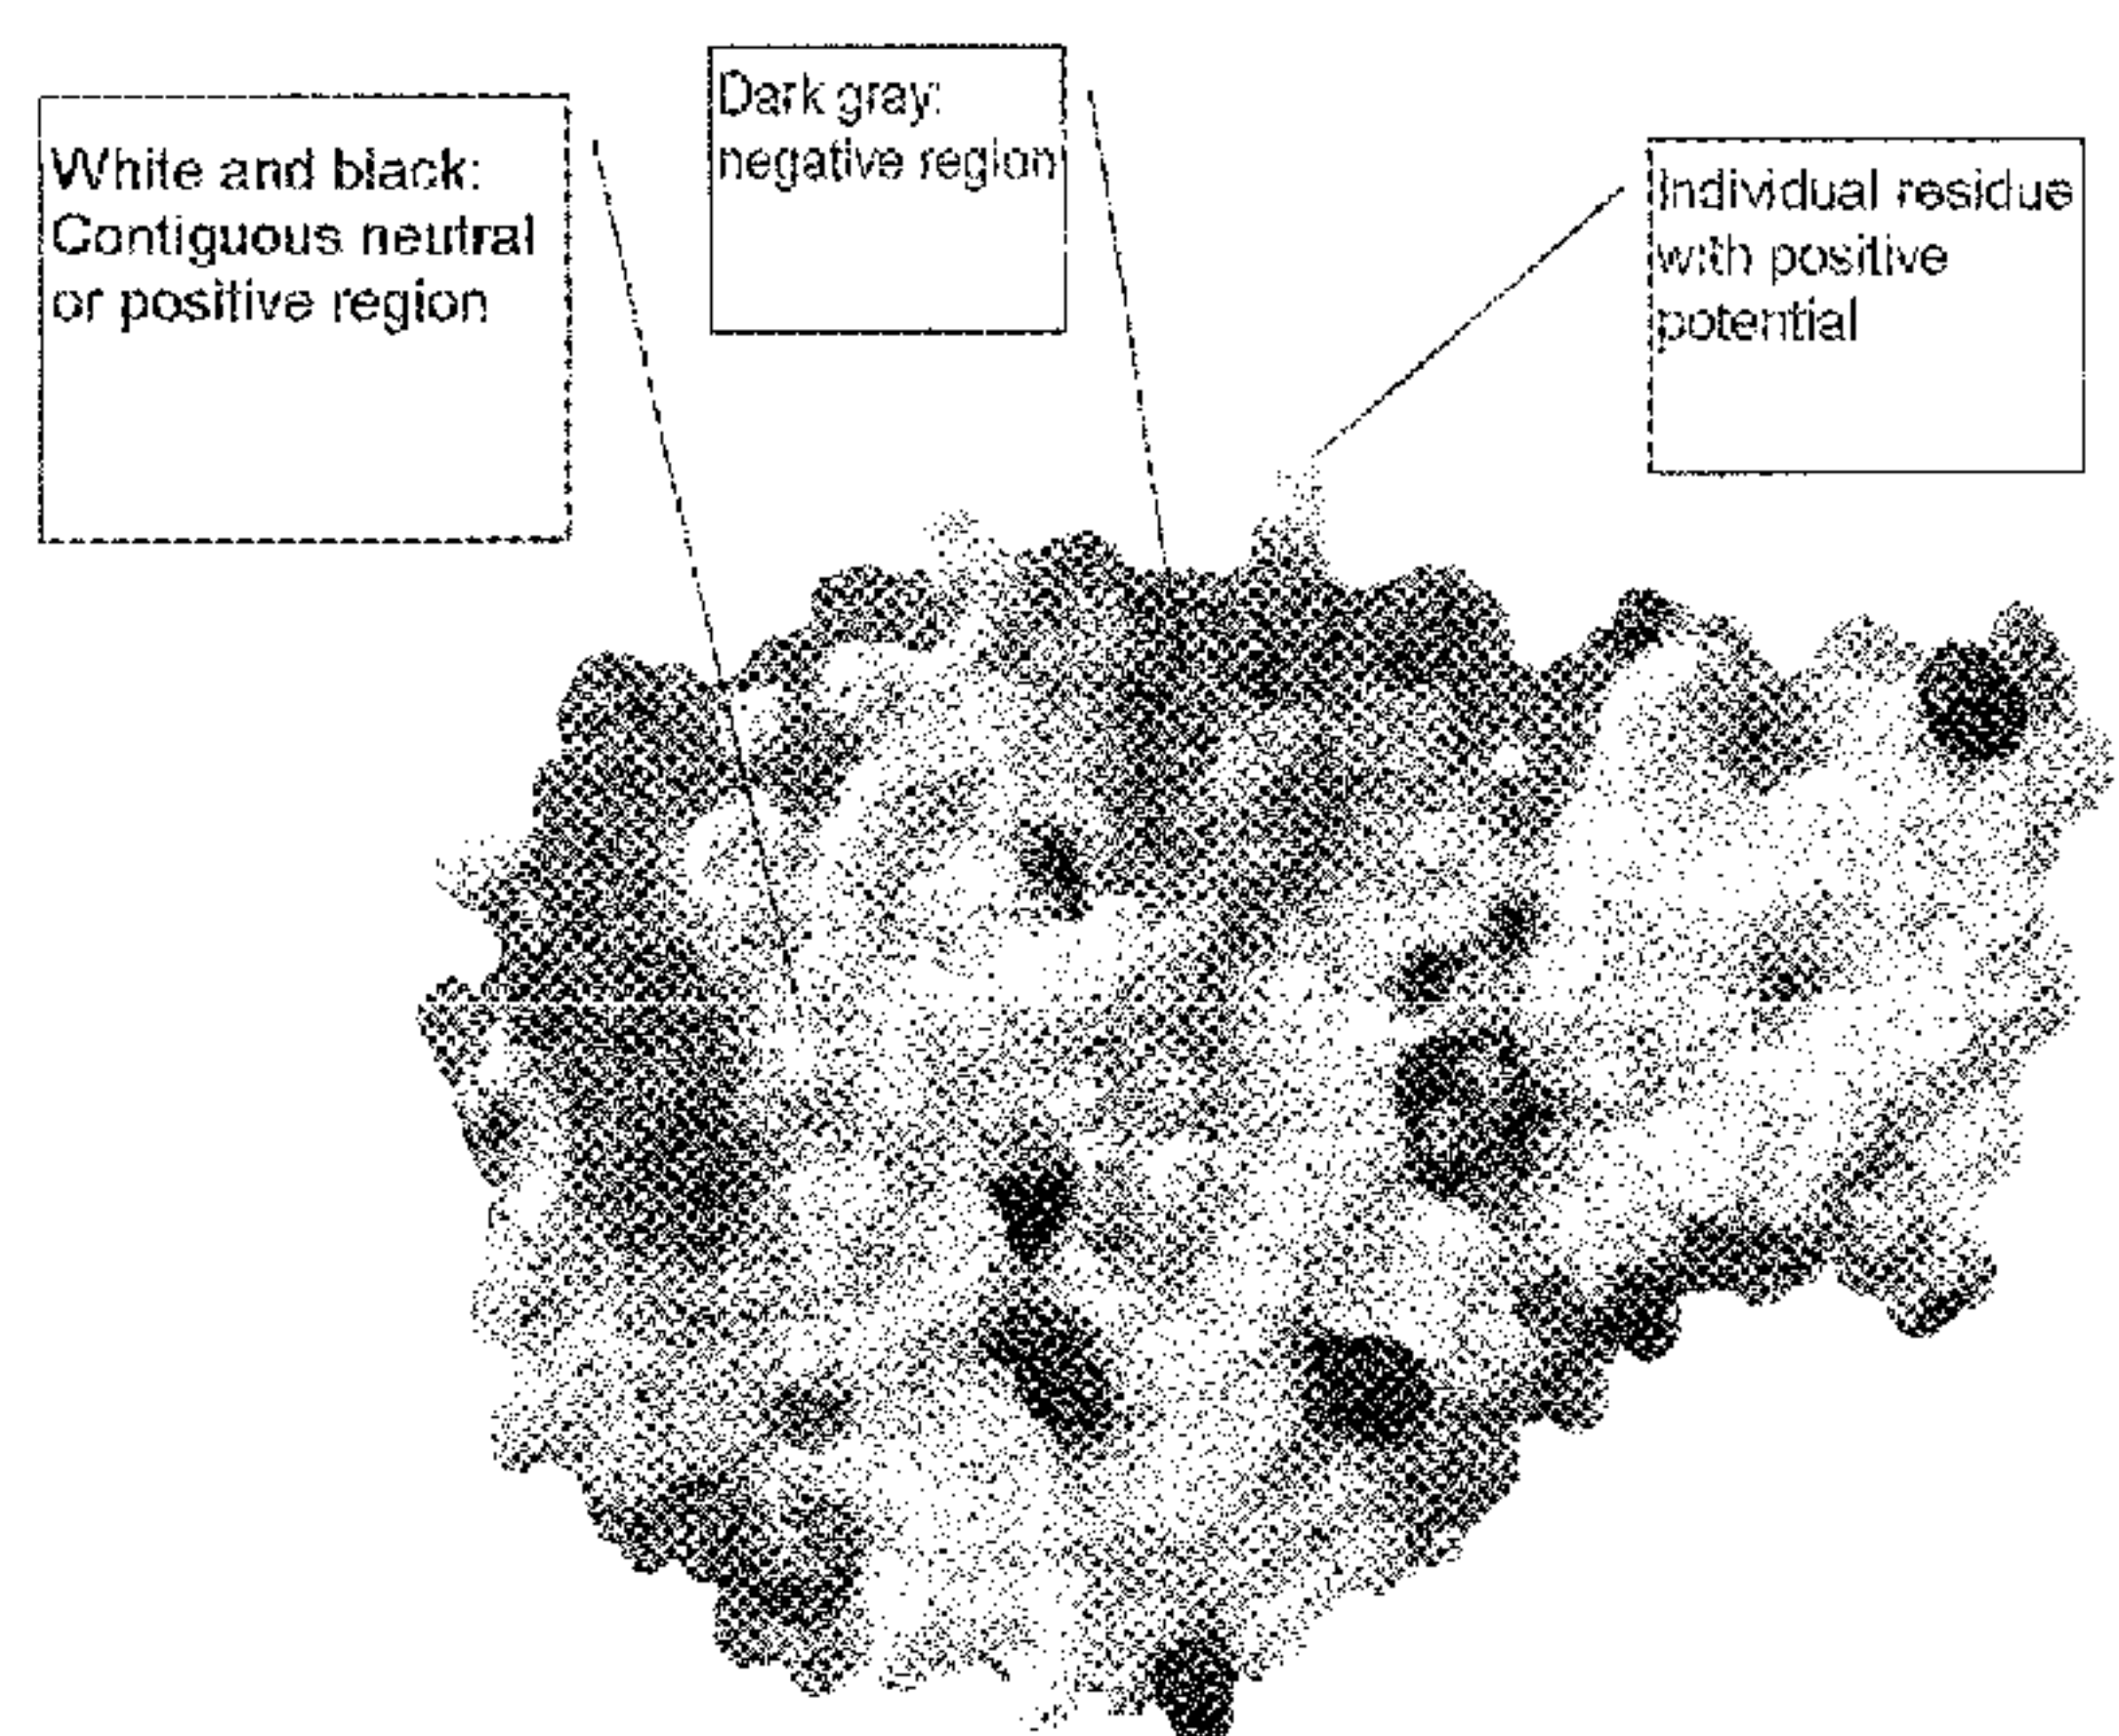 White and black:
Contiguous neutral
or positive region
Dark gray:
negative region
Individual residue
with positive
potential